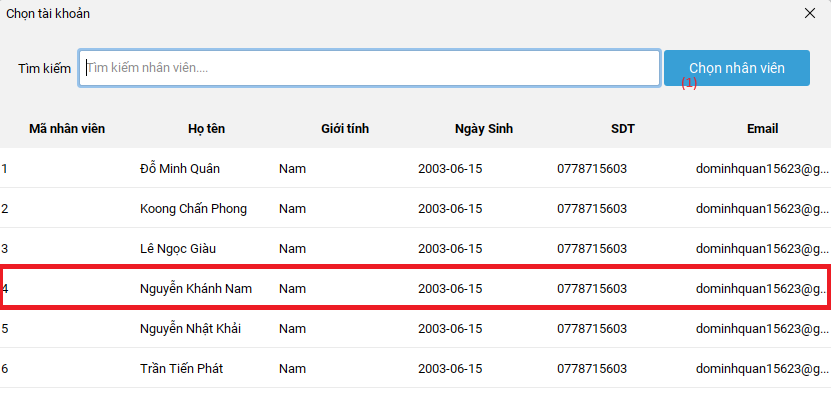 Chọn tài khoản
Tìm kiếm Tìm kiếm nhân viên.... Chọn nhân viên
(1)
Mã nhân viên Họ tên Giới tính Ngày Sinh SDT Email
1 Đỗ Minh Quân Nam 2003-06-15 0778715603 dominhquan15623@g...
2 Koong Chấn Phong Nam 2003-06-15 0778715603 dominhquan15623@g...
3 Lê Ngọc Giàu Nam 2003-06-15 0778715603 dominhquan15623@g...
4 Nguyễn Khánh Nam Nam 2003-06-15 0778715603 dominhquan15623@g...
5 Nguyễn Nhật Khải Nam 2003-06-15 0778715603 dominhquan15623@g...
6 Trần Tiến Phát Nam 2003-06-15 0778715603 dominhquan15623@g...